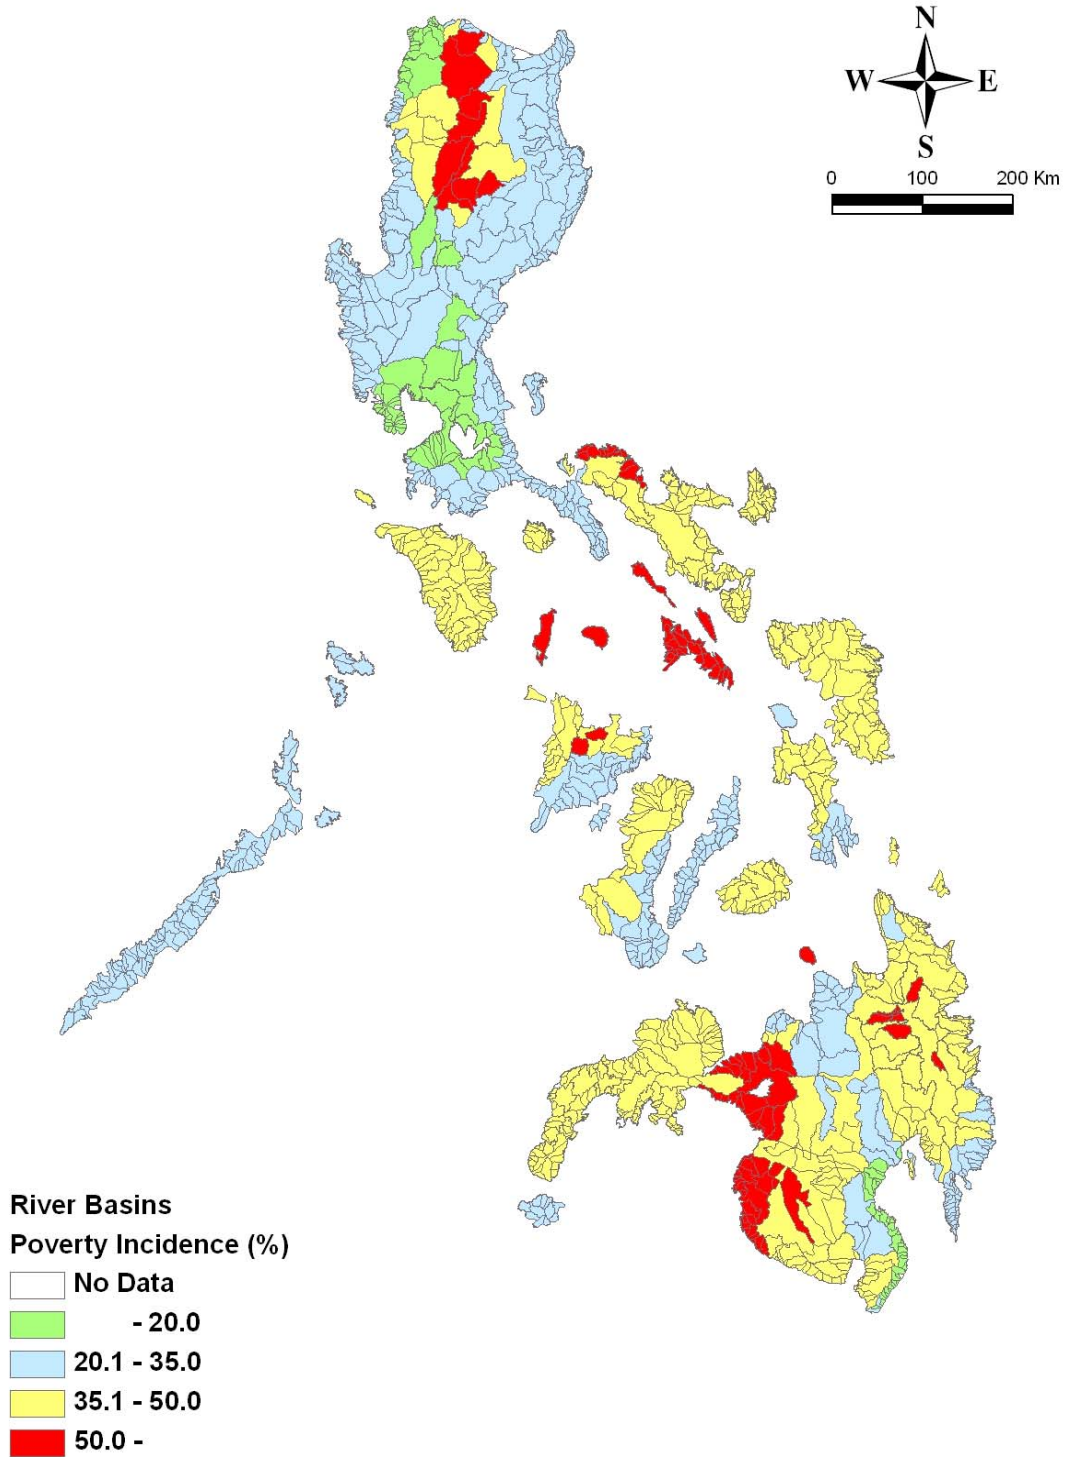 N
W E
S
0 100 200 Km
River Basins
Poverty Incidence (%)
No Data
- 20.0
20.1 - 35.0
35.1 - 50.0
50.0 -